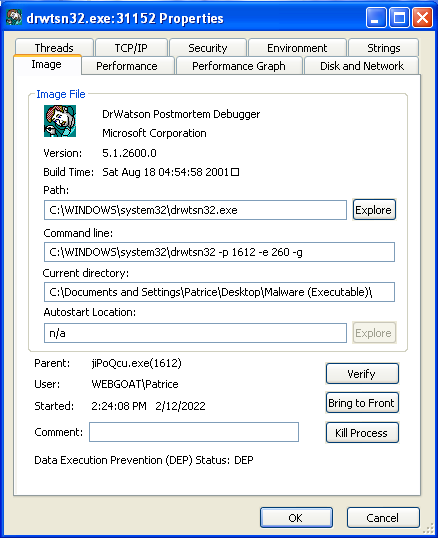 drwtsn32.exe:31152 Properties
Threads TCP/IP Security Environment Strings
Image Performance Performance Graph Disk and Network
Image File
DrWatson Postmortem Debugger
Microsoft Corporation
Version: 5.1.2600.0
Build Time: Sat Aug 18 04:54:58 2001□
Path:
C:\WINDOWS\system32\drwtsn32.exe Explore
Command line:
C:\WINDOWS\system32\drwtsn32 -p 1612 -e 260 -g
Current directory:
C:\Documents and Settings\Patrice\Desktop\Malware (Executable)\
Autostart Location:
n/a Explore
Parent: jiPoQcu.exe(1612)
Verify
User: WEBGOAT\Patrice
Started: 2:24:08 PM 2/12/2022 Bring to Front
Comment: Kill Process
Data Execution Prevention (DEP) Status: DEP
OK Cancel